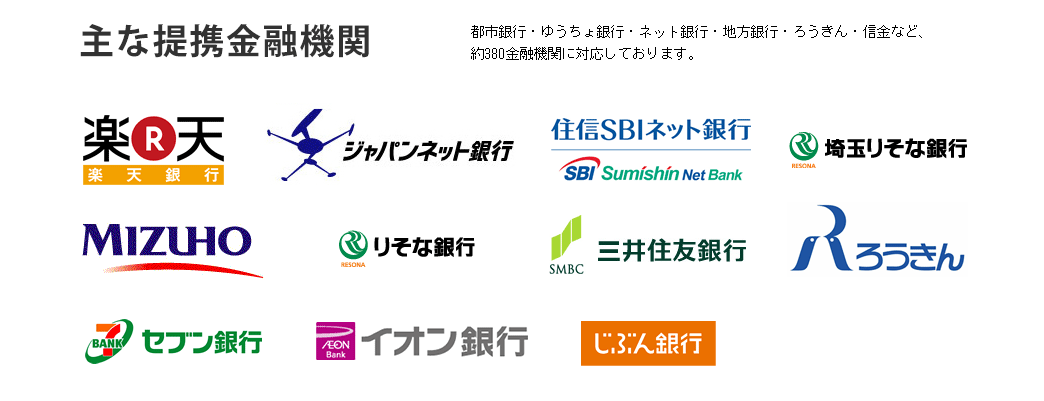 主な提携金融機関
都市銀行・ゆうちょ銀行・ネット銀行・地方銀行・ろうきん・信金など、
約380金融機関に対応しております。
楽R天
楽天銀行
ジャパンネット銀行
住信SBIネット銀行
SBI Sumishin Net Bank
RESONA
埼玉りそな銀行
MIZUHO
RESONA
りそな銀行
SMBC
三井住友銀行
ろうきん
7
BANK
セブン銀行
ÆON
Bank
イオン銀行
じぶん銀行